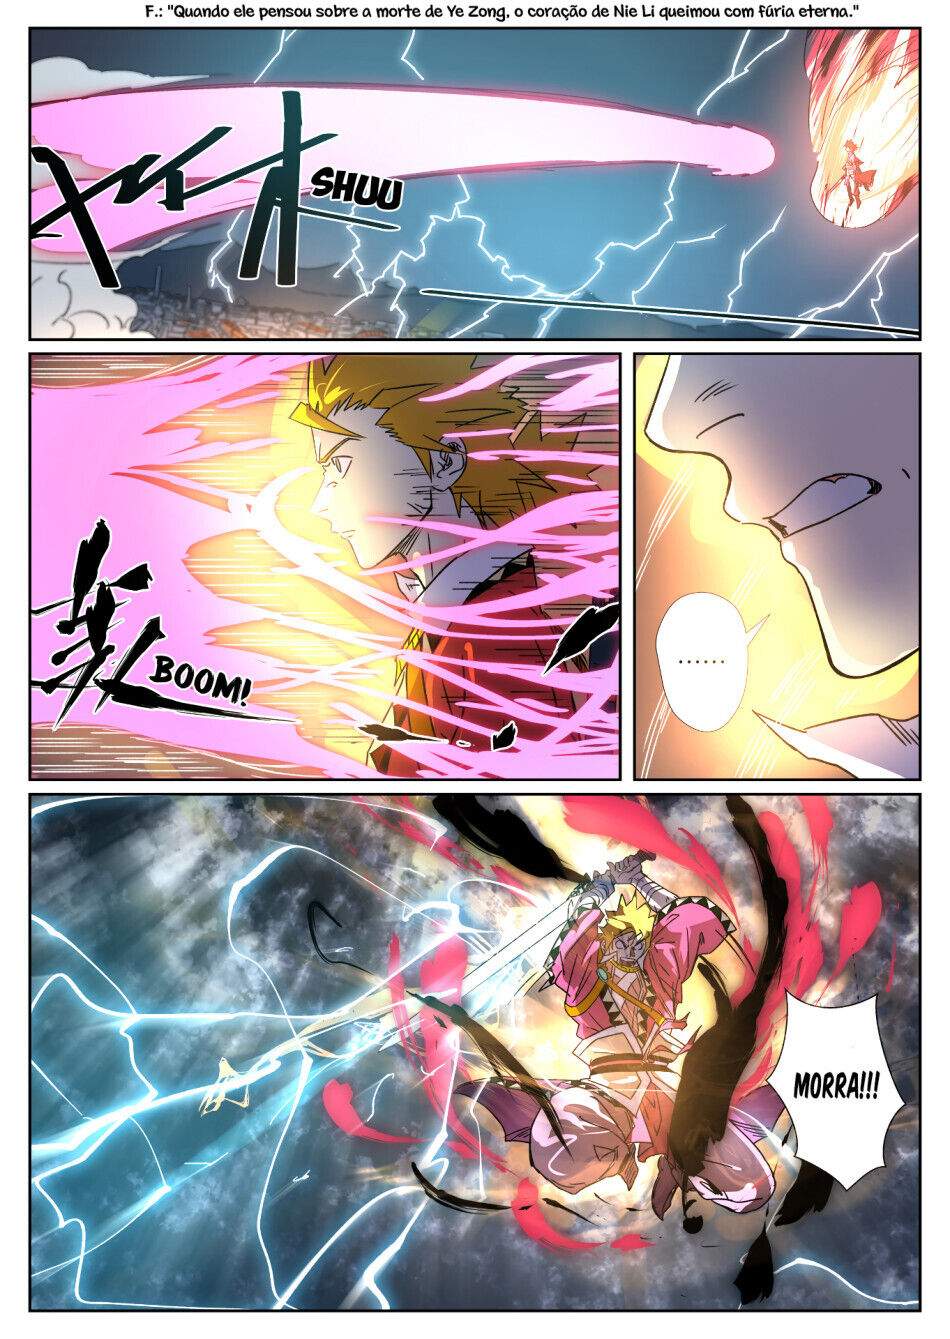 F.: "Quando ele pensou sobre a morte de Ye Zong, o coração de Nie Li queimou com fúria eterna."
SHUU
BOOM!
......
MORRA!!!